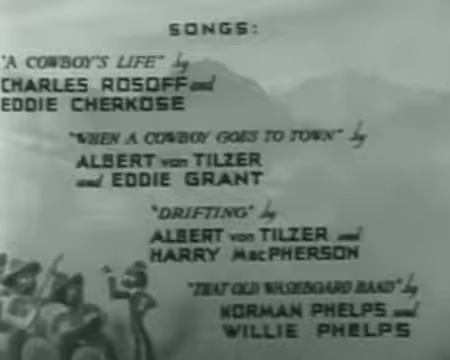 SONGS:
"A COWBOY'S LIFE" by
CHARLES ROSOFF and
EDDIE CHERKOSE
"WHEN A COWBOY GOES TO TOWN" by
ALBERT von TILZER
and EDDIE GRANT
"DRIFTING" by
ALBERT von TILZER and
HARRY MacPHERSON
"THAT OLD WASHBOARD BAND" by
NORMAN PHELPS and
WILLIE PHELPS